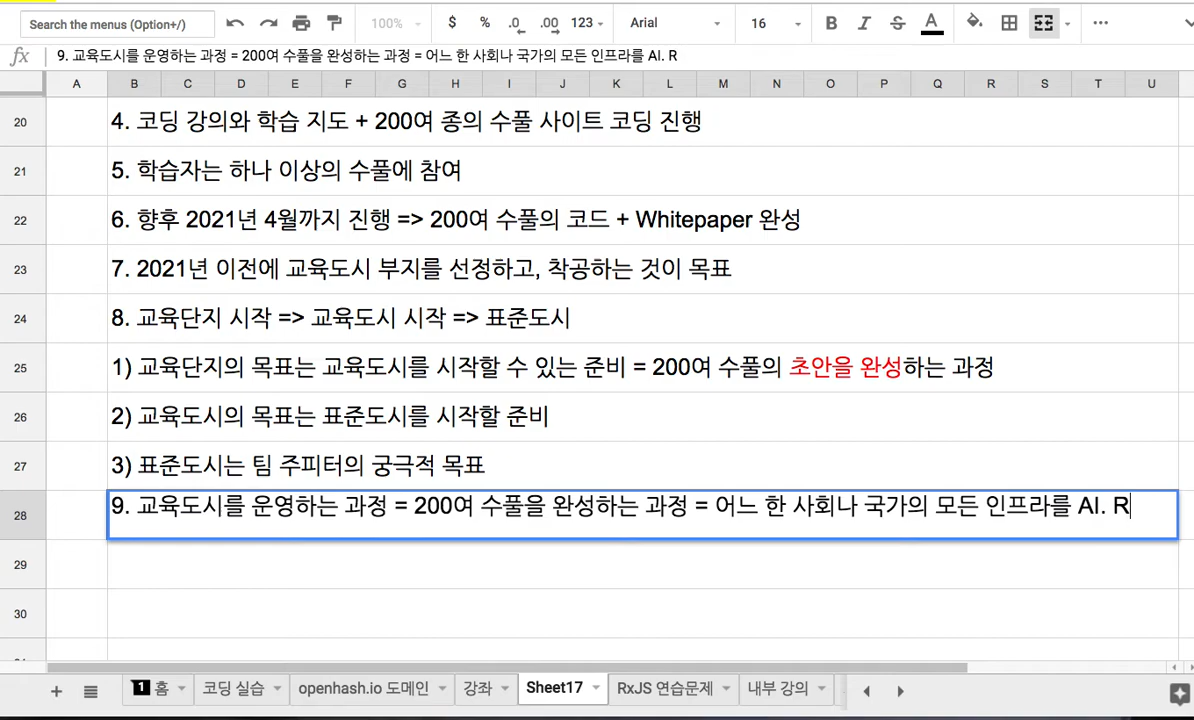 Search the menus (Option+/) 100% $ % .0 .00 123 Arial 16 B I S A
fx 9. 교육도시를 운영하는 과정 = 200여 수풀을 완성하는 과정 = 어느 한 사회나 국가의 모든 인프라를 AI. R
A B C D E F G H I J K L M N O P Q R S T U
20 4. 코딩 강의와 학습 지도 + 200여 종의 수풀 사이트 코딩 진행
21 5. 학습자는 하나 이상의 수풀에 참여
22 6. 향후 2021년 4월까지 진행 => 200여 수풀의 코드 + Whitepaper 완성
23 7. 2021년 이전에 교육도시 부지를 선정하고, 착공하는 것이 목표
24 8. 교육단지 시작 => 교육도시 시작 => 표준도시
25 1) 교육단지의 목표는 교육도시를 시작할 수 있는 준비 = 200여 수풀의 초안을 완성하는 과정
26 2) 교육도시의 목표는 표준도시를 시작할 준비
27 3) 표준도시는 팀 주피터의 궁극적 목표
28 9. 교육도시를 운영하는 과정 = 200여 수풀을 완성하는 과정 = 어느 한 사회나 국가의 모든 인프라를 AI. R
29
30
1 홈 코딩 실습 openhash.io 도메인 강좌 Sheet17 RxJS 연습문제 내부 강의